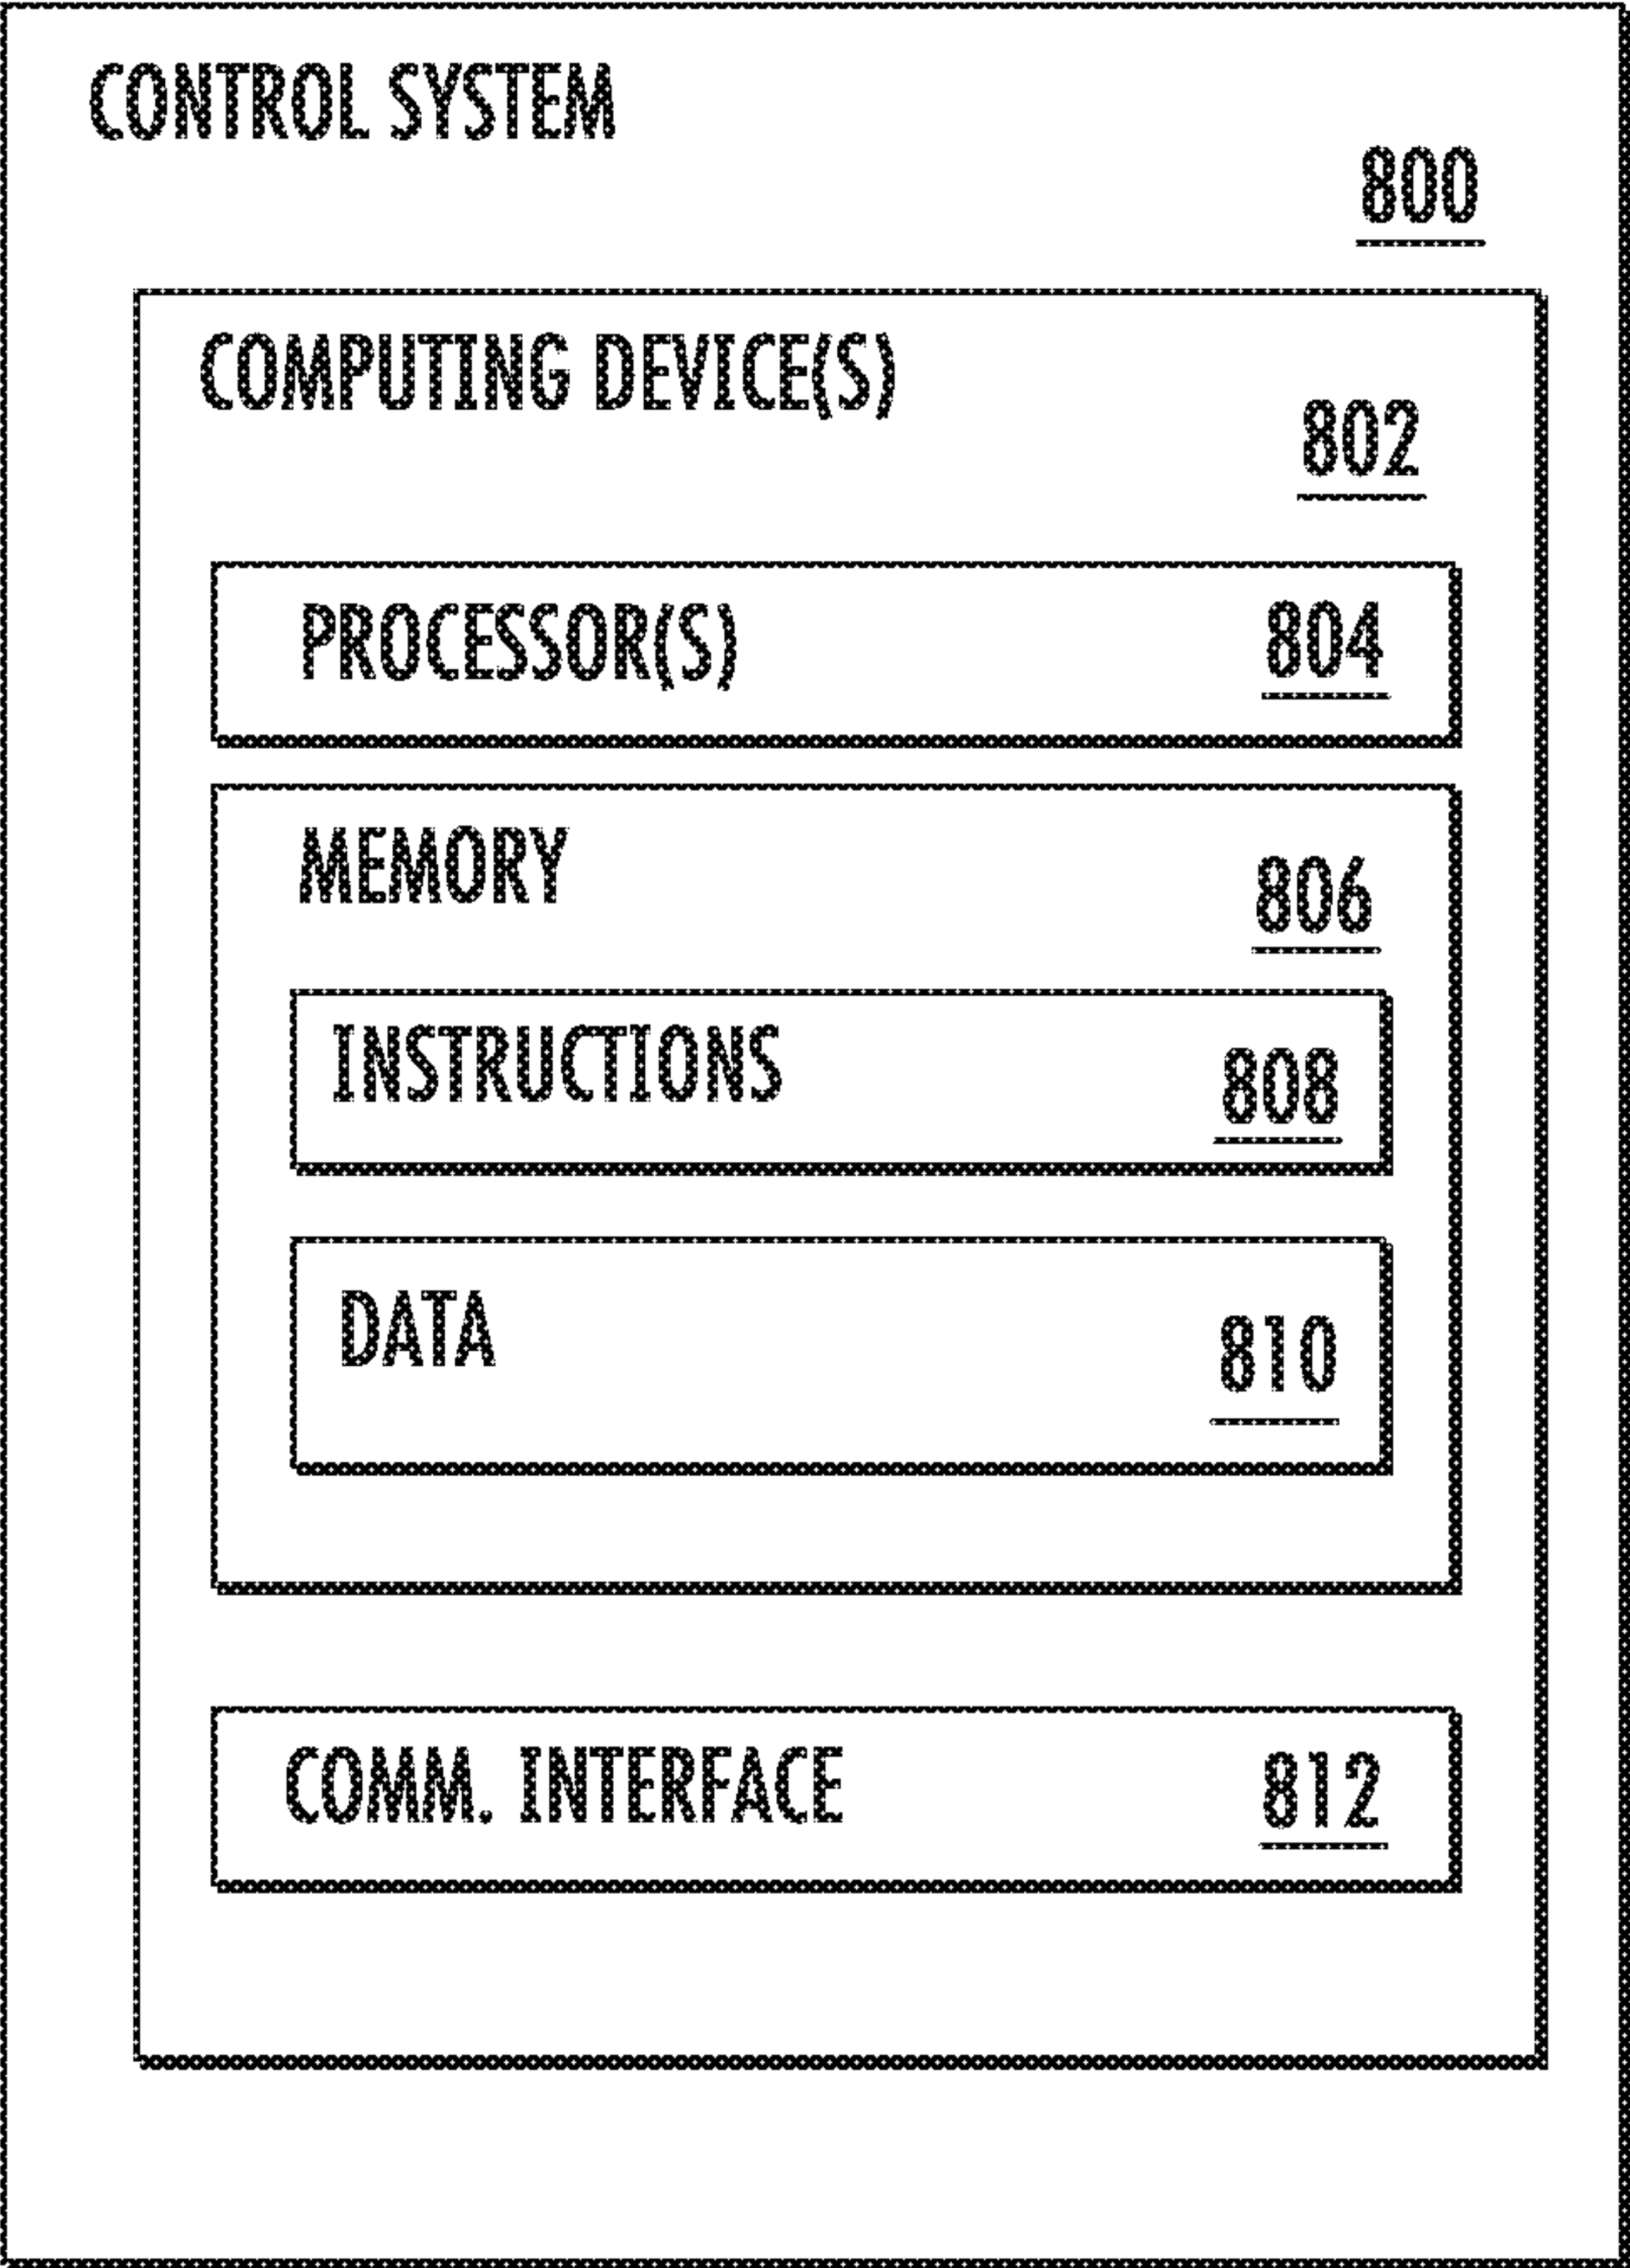 CONTROL SYSTEM
800
COMPUTING DEVICE(S)
802
PROCESSOR(S) 804
MEMORY
806
INSTRUCTIONS 808
DATA 810
COMM. INTERFACE 812